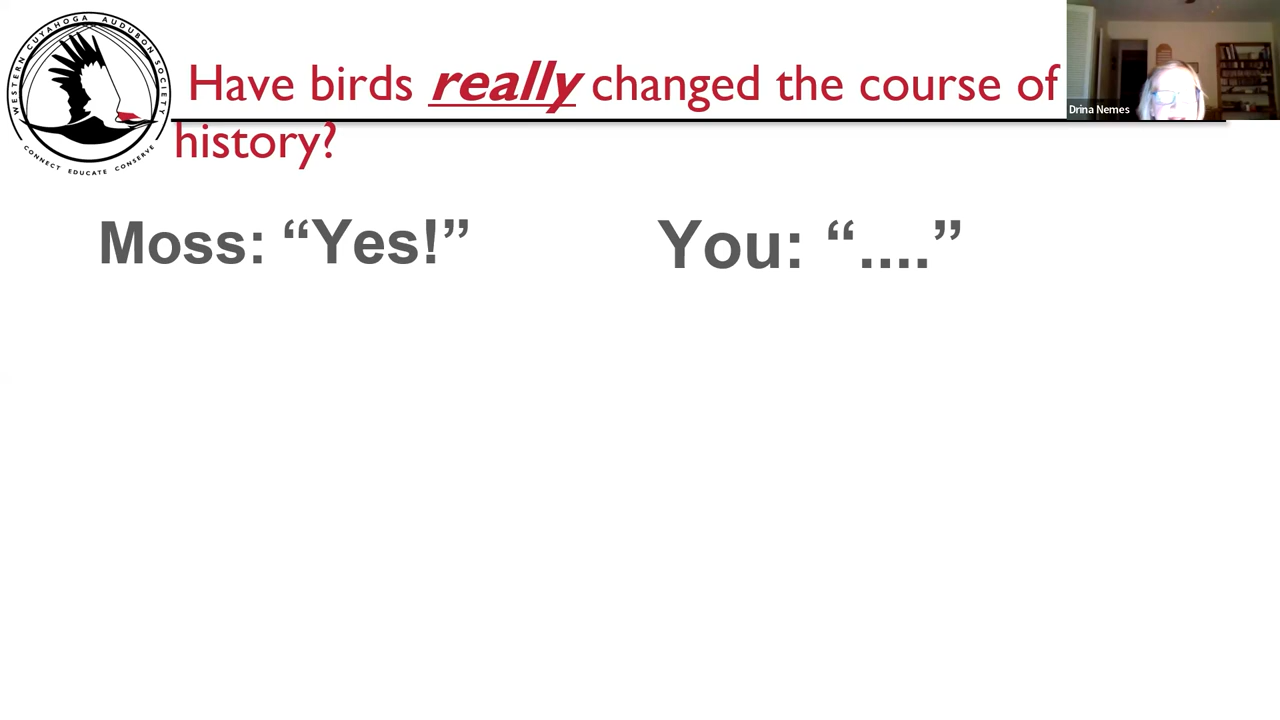 WESTERN CUYAHOGA AUDUBON SOCIETY
CONNECT EDUCATE CONSERVE
Have birds really changed the course of
history?
Drina Nemes
Moss: “Yes!”
You: “....”